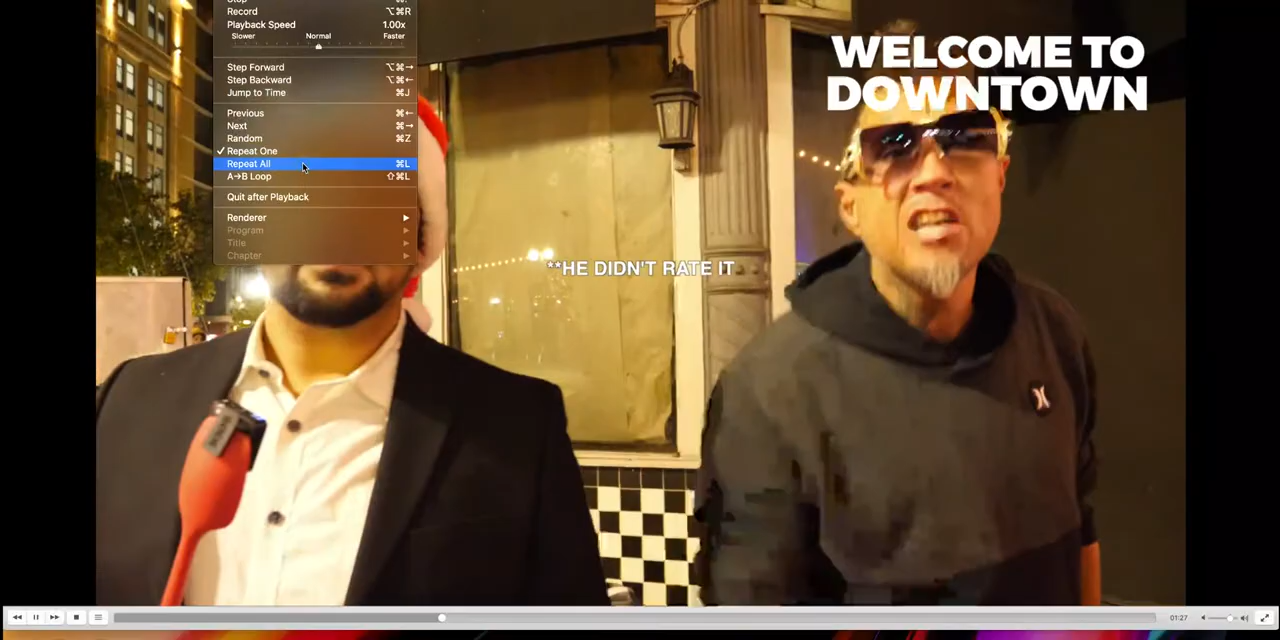 Stop
Record ⌥⌘R
Playback Speed 1.00x
Slower Normal Faster
Step Forward ⌥⌘→
Step Backward ⌥⌘←
Jump to Time ⌘J
Previous ⌘←
Next ⌘→
Random ⌘Z
✓ Repeat One
Repeat All ⌘L
A→B Loop ⇧⌘L
Quit after Playback
Renderer
Program
Title
Chapter
WELCOME TO
DOWNTOWN
**HE DIDN'T RATE IT
01:27